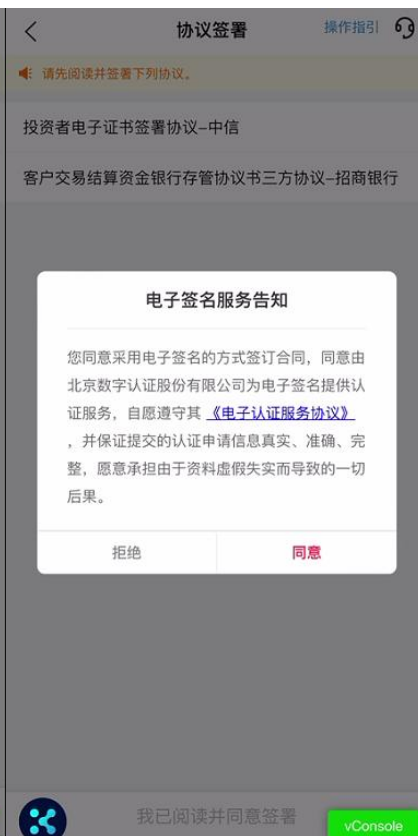 协议签署
操作指引
请先阅读并签署下列协议。
投资者电子证书签署协议–中信
客户交易结算资金银行存管协议书三方协议–招商银行
电子签名服务告知
您同意采用电子签名的方式签订合同，同意由
北京数字认证股份有限公司为电子签名提供认
证服务，自愿遵守其《电子认证服务协议》
，并保证提交的认证申请信息真实、准确、完
整，愿意承担由于资料虚假失实而导致的一切
后果。
拒绝
同意
我已阅读并同意签署
vConsole